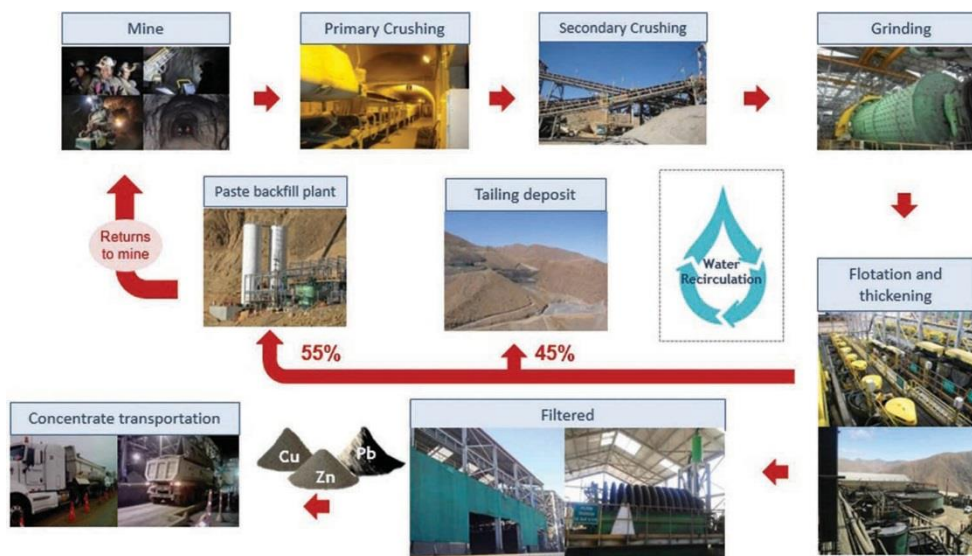 Mine
Primary Crushing
Secondary Crushing
Grinding
Paste backfill plant
Tailing deposit
Returns
to mine
Water
Recirculation
Flotation and
thickening
55%
45%
Concentrate transportation
Cu
Zn
Pb
Filtered